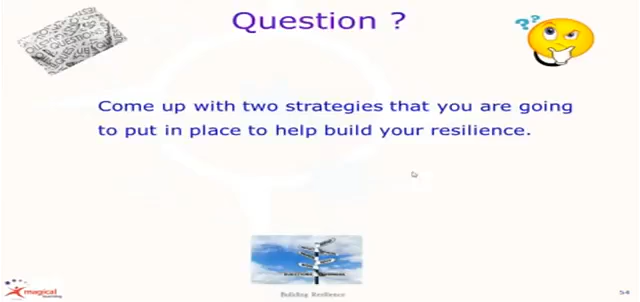 Question ?
Come up with two strategies that you are going
to put in place to help build your resilience.
magical
learning
Building Resilience
54